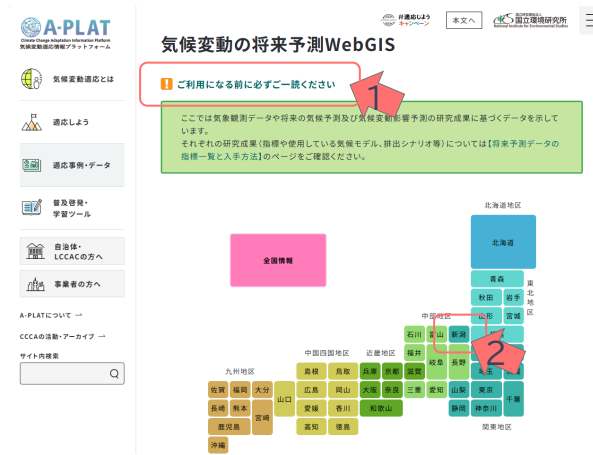 A-PLAT
Climate Change Adaptation Information Platform
気候変動適応情報プラットフォーム
#適応しよう
キャンペーン
本文へ
国立環境研究所
National Institute for Environmental Studies
気候変動の将来予測WebGIS
ご利用になる前に必ずご一読ください
1
ここでは気象観測データや将来の気候予測及び気候変動影響予測の研究成果に基づくデータを示して
います。
それぞれの研究成果（指標や使用している気候モデル、排出シナリオ等）については【将来予測データの
指標一覧と入手方法】のページをご確認ください。
気候変動適応とは
適応しよう
適応事例・データ
普及啓発・
学習ツール
自治体・
LCCACの方へ
事業者の方へ
A-PLATについて →
CCCAの活動・アーカイブ →
サイト内検索
全国情報
北海道地区
北海道
青森
東北地区
秋田 岩手
山形 宮城
中部地区
石川 富山 新潟
2
福井 岐阜 長野
中国四国地区 近畿地区
島根 鳥取 兵庫 京都 滋賀 埼玉
九州地区
佐賀 福岡 大分 山口 広島 岡山 大阪 奈良 三重 愛知 山梨 東京 千葉
長崎 熊本 宮崎 愛媛 香川 和歌山 静岡 神奈川
鹿児島 高知 徳島 関東地区
沖縄